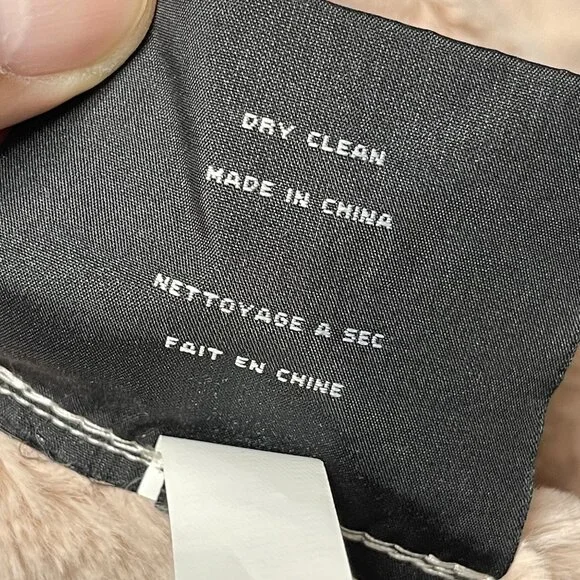 DRY CLEAN
MADE IN CHINA
NETTOYAGE A SEC
FAIT EN CHINE